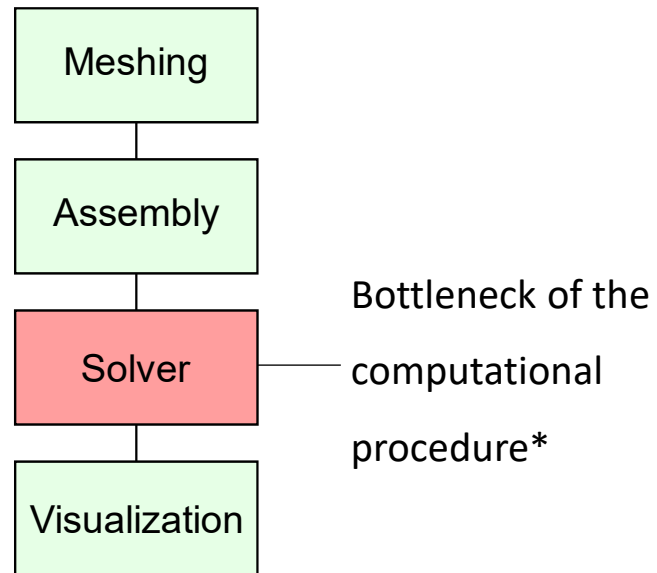 Meshing
Assembly
Solver
Visualization
Bottleneck of the
computational
procedure*